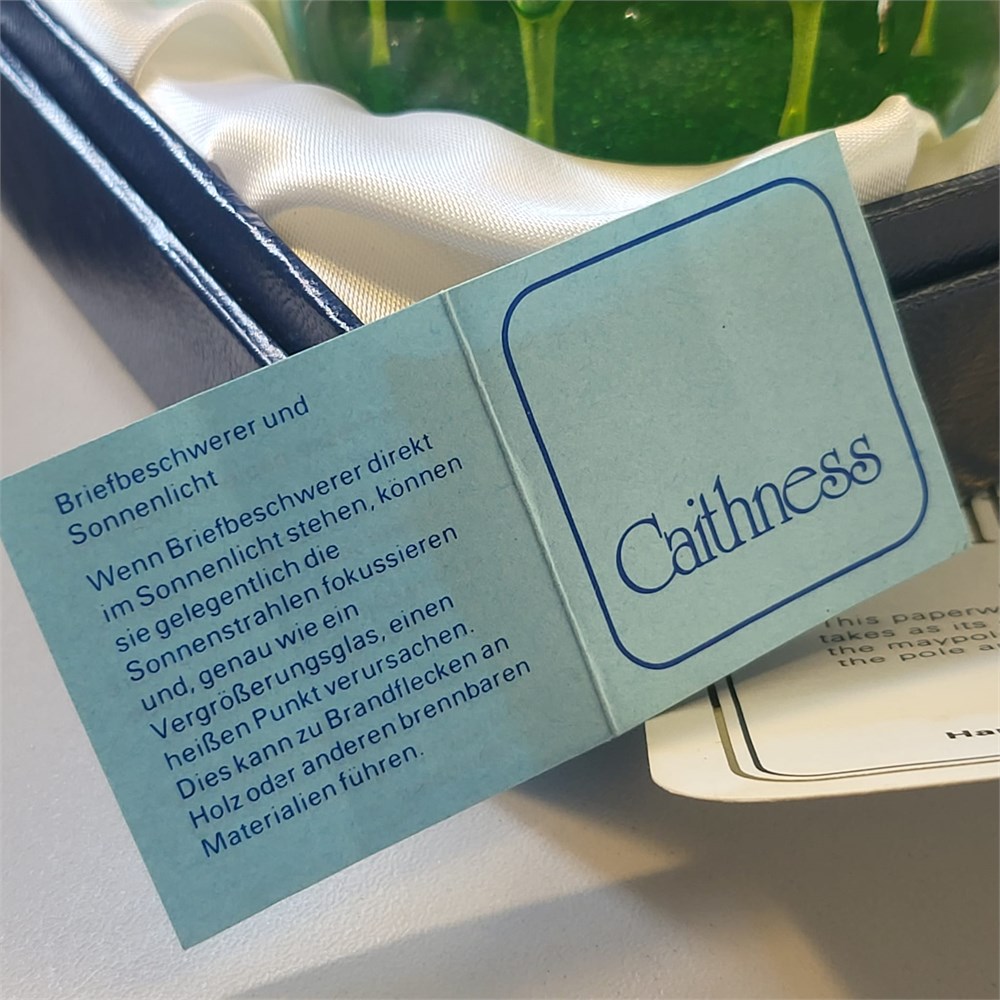 Briefbeschwerer und
Sonnenlicht
Wenn Briefbeschwerer direkt
im Sonnenlicht stehen, können
sie gelegentlich die
Sonnenstrahlen fokussieren
und, genau wie ein
Vergrößerungsglas, einen
heißen Punkt verursachen.
Dies kann zu Brandflecken an
Holz oder anderen brennbaren
Materialien führen.
Caithness
This
takes as its
the maypol
the pole